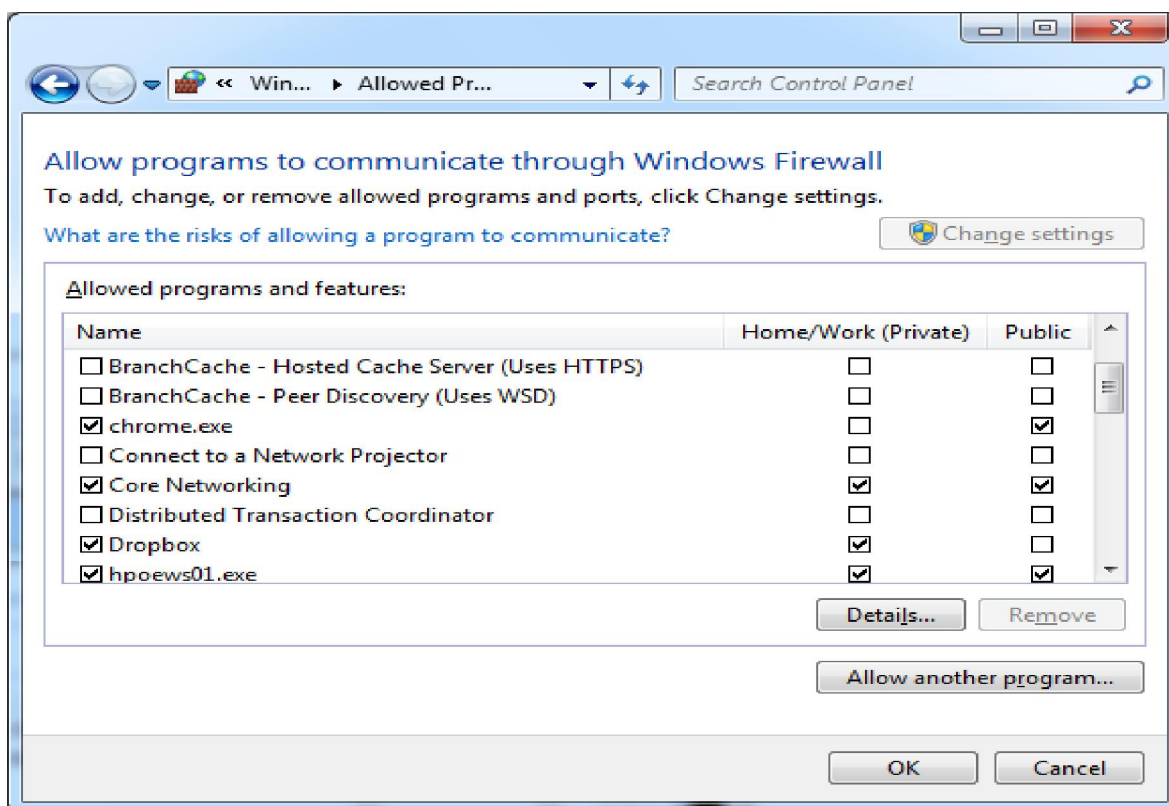 « Win... ▸ Allowed Pr...
Search Control Panel
Allow programs to communicate through Windows Firewall
To add, change, or remove allowed programs and ports, click Change settings.
What are the risks of allowing a program to communicate?
Change settings
Allowed programs and features:
Name Home/Work (Private) Public
BranchCache - Hosted Cache Server (Uses HTTPS)
BranchCache - Peer Discovery (Uses WSD)
chrome.exe
Connect to a Network Projector
Core Networking
Distributed Transaction Coordinator
Dropbox
hpoews01.exe
Details... Remove
Allow another program...
OK Cancel